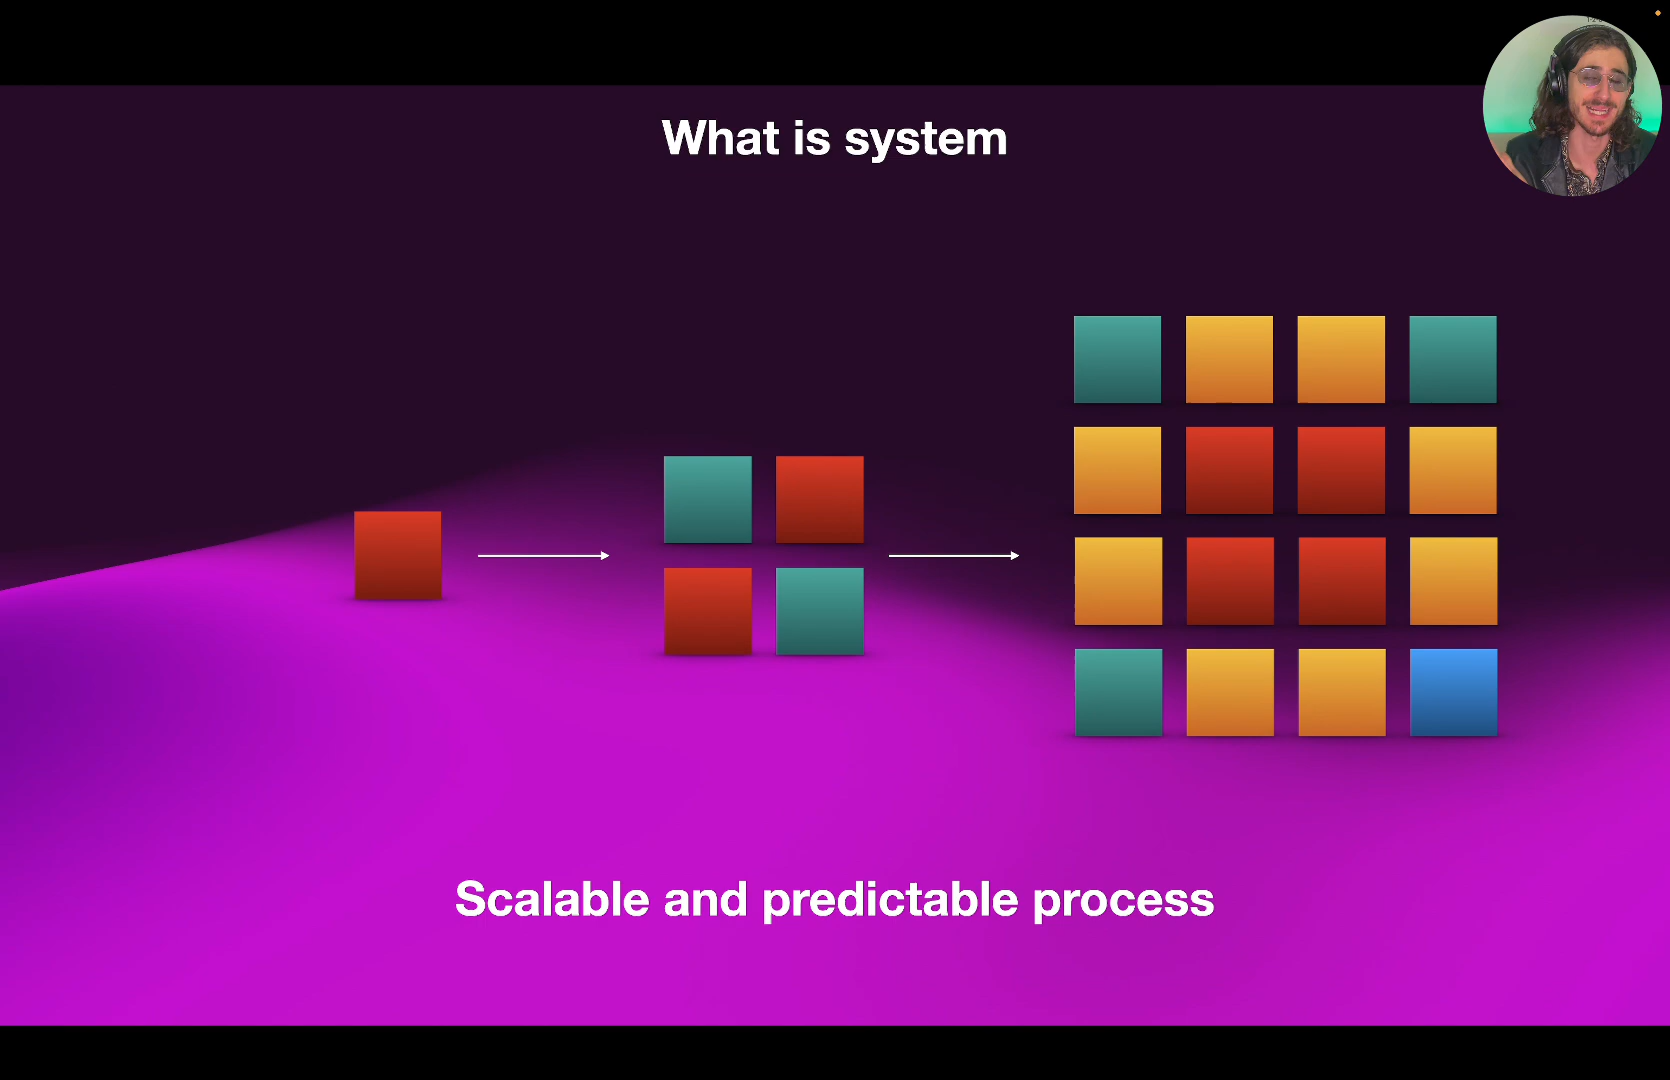 What is system
Scalable and predictable process